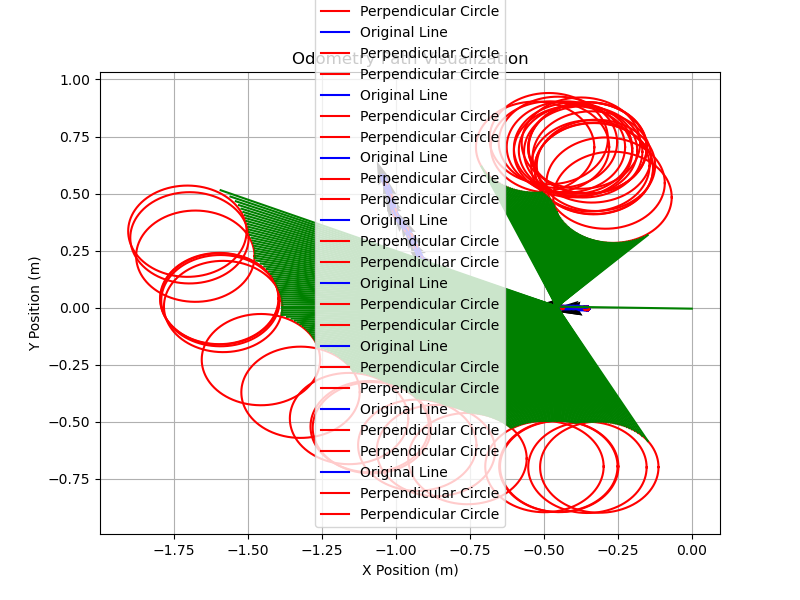 Perpendicular Circle
Original Line
Odometry Path Visualization
Perpendicular Circle
Perpendicular Circle
Original Line
Perpendicular Circle
Perpendicular Circle
Original Line
Perpendicular Circle
Perpendicular Circle
Original Line
Perpendicular Circle
Perpendicular Circle
Original Line
Perpendicular Circle
Perpendicular Circle
Original Line
Perpendicular Circle
Perpendicular Circle
Original Line
Perpendicular Circle
Perpendicular Circle
Original Line
Perpendicular Circle
Perpendicular Circle
1.00
0.75
0.50
0.25
0.00
−0.25
−0.50
−0.75
Y Position (m)
−1.75
−1.50
−1.25
−1.00
−0.75
−0.50
−0.25
0.00
X Position (m)